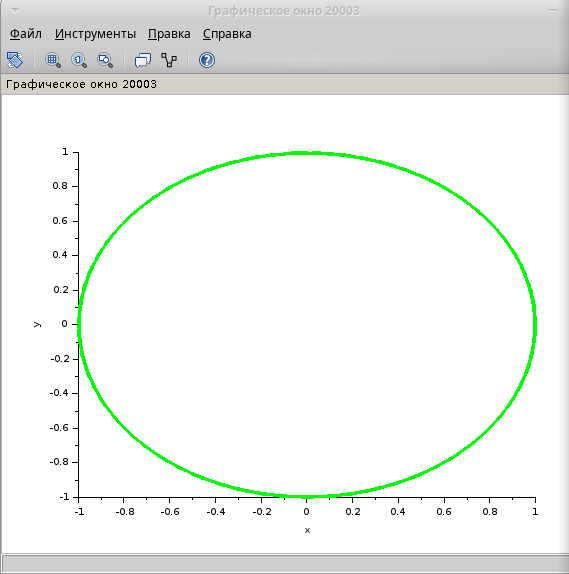 Графическое окно 20003
Файл Инструменты Правка Справка
Графическое окно 20003
1
0.8
0.6
0.4
0.2
0
-0.2
-0.4
-0.6
-0.8
-1
y
-1 -0.8 -0.6 -0.4 -0.2 0 0.2 0.4 0.6 0.8 1
x